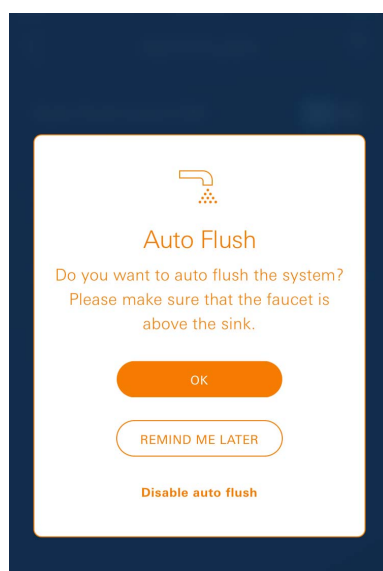 Auto Flush
Do you want to auto flush the system?
Please make sure that the faucet is
above the sink.
OK
REMIND ME LATER
Disable auto flush